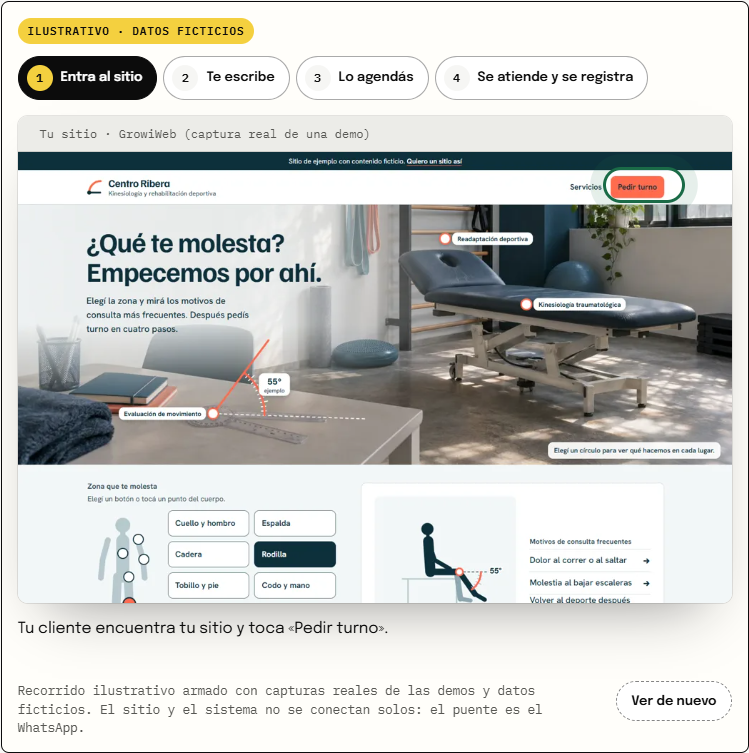 ILUSTRATIVO · DATOS FICTICIOS
1 Entra al sitio
2 Te escribe
3 Lo agendás
4 Se atiende y se registra
Tu sitio · GrowiWeb (captura real de una demo)
Sitio de ejemplo con contenido ficticio. Quiero un sitio así
Centro Ribera
Kinesiología y rehabilitación deportiva
Servicios
Pedir turno
¿Qué te molesta?
Empecemos por ahí.
Elegí la zona y mirá los motivos de
consulta más frecuentes. Después pedís
turno en cuatro pasos.
Readaptación deportiva
Kinesiología traumatológica
55°
ejemplo
Evaluación de movimiento
Elegí un círculo para ver qué hacemos en cada lugar.
Zona que te molesta
Elegí un botón o tocá un punto del cuerpo.
Cuello y hombro
Espalda
Cadera
Rodilla
Tobillo y pie
Codo y mano
55°
Motivos de consulta frecuentes
Dolor al correr o al saltar →
Molestia al bajar escaleras →
Volver al deporte después
Tu cliente encuentra tu sitio y toca «Pedir turno».
Recorrido ilustrativo armado con capturas reales de las demos y datos
ficticios. El sitio y el sistema no se conectan solos: el puente es el
WhatsApp.
Ver de nuevo